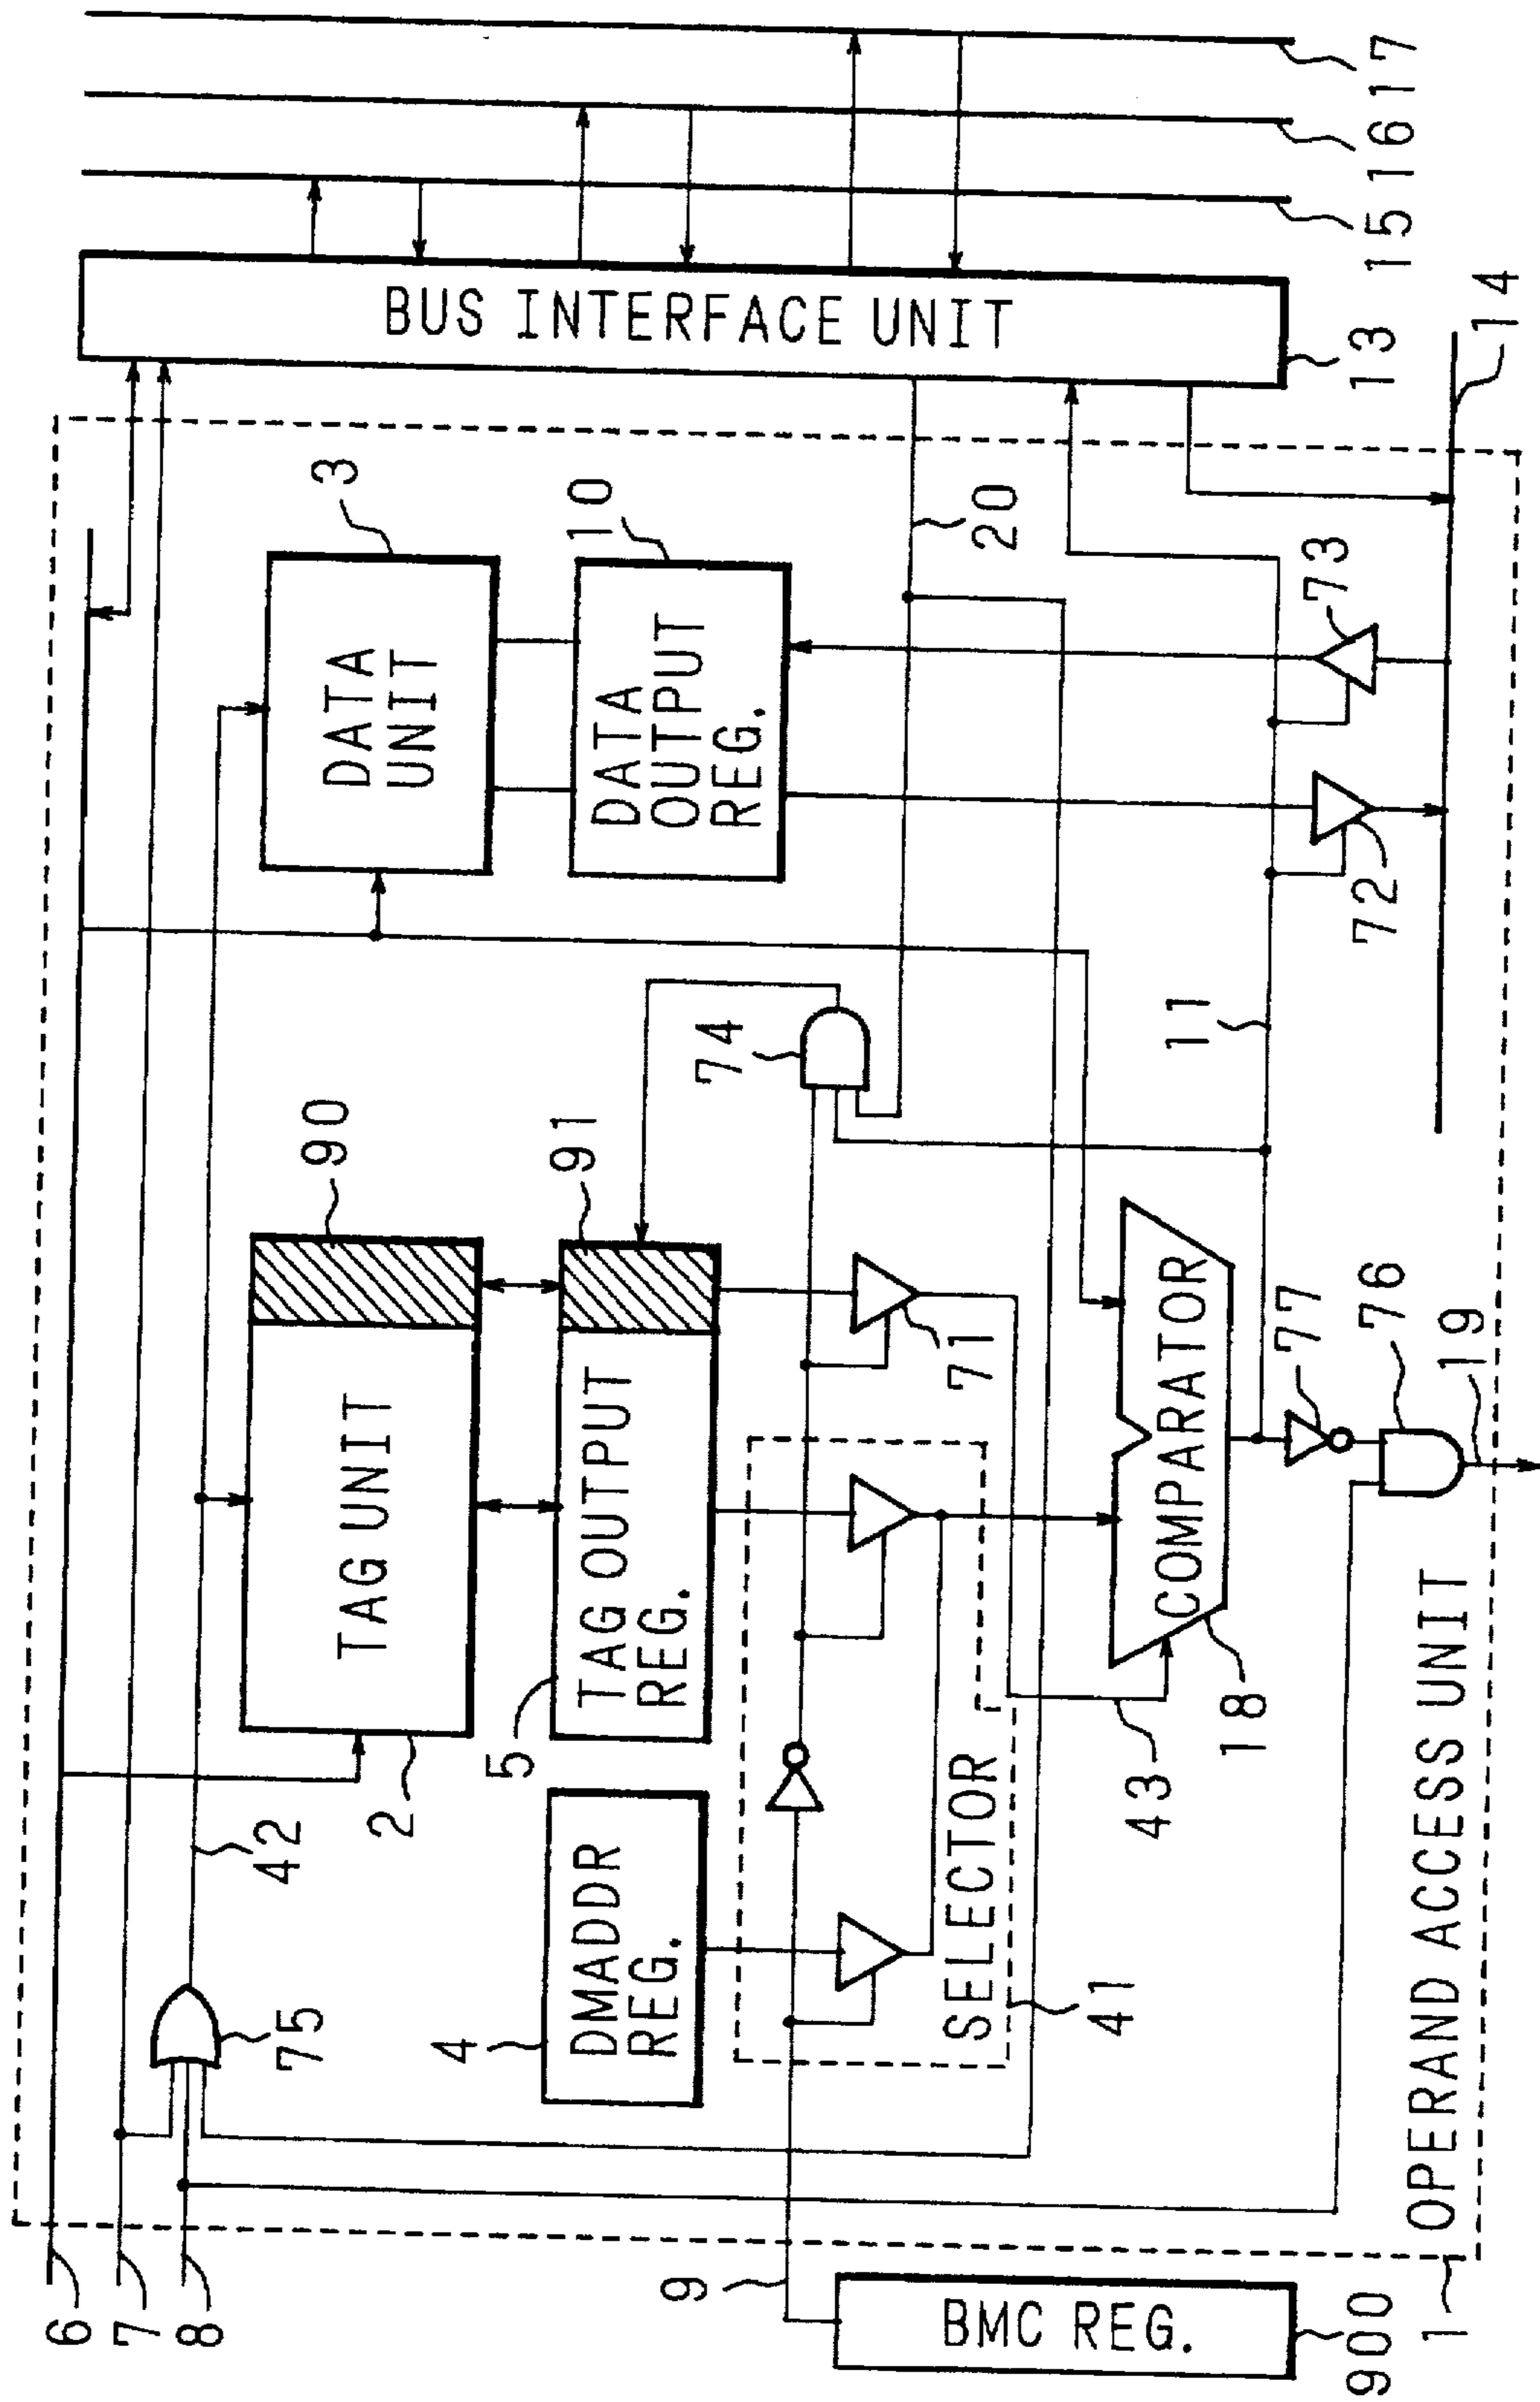 6
7
8
42
75
2
TAG UNIT
90
DATA
UNIT
3
BUS INTERFACE UNIT
13
15
16
17
4
DMADDR
REG.
5
TAG OUTPUT
REG.
91
74
DATA
OUTPUT
REG.
10
20
9
SELECTOR
41
71
43
COMPARATOR
18
11
72
73
14
77
76
19
BMC REG.
900
1
OPERAND ACCESS UNIT